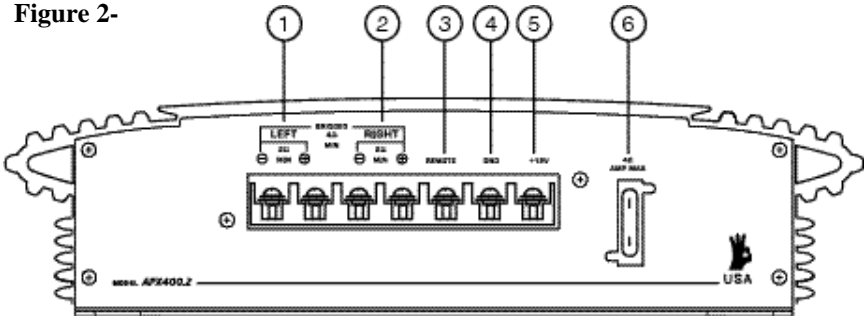 Figure 2-
1 2 3 4 5 6
BRIDGED
LEFT 4Ω RIGHT
2Ω MIN 2Ω
⊖ MIN ⊕ ⊖ MIN ⊕ REMOTE GND +12V
AMP MAX
USA
MODEL APX400.2